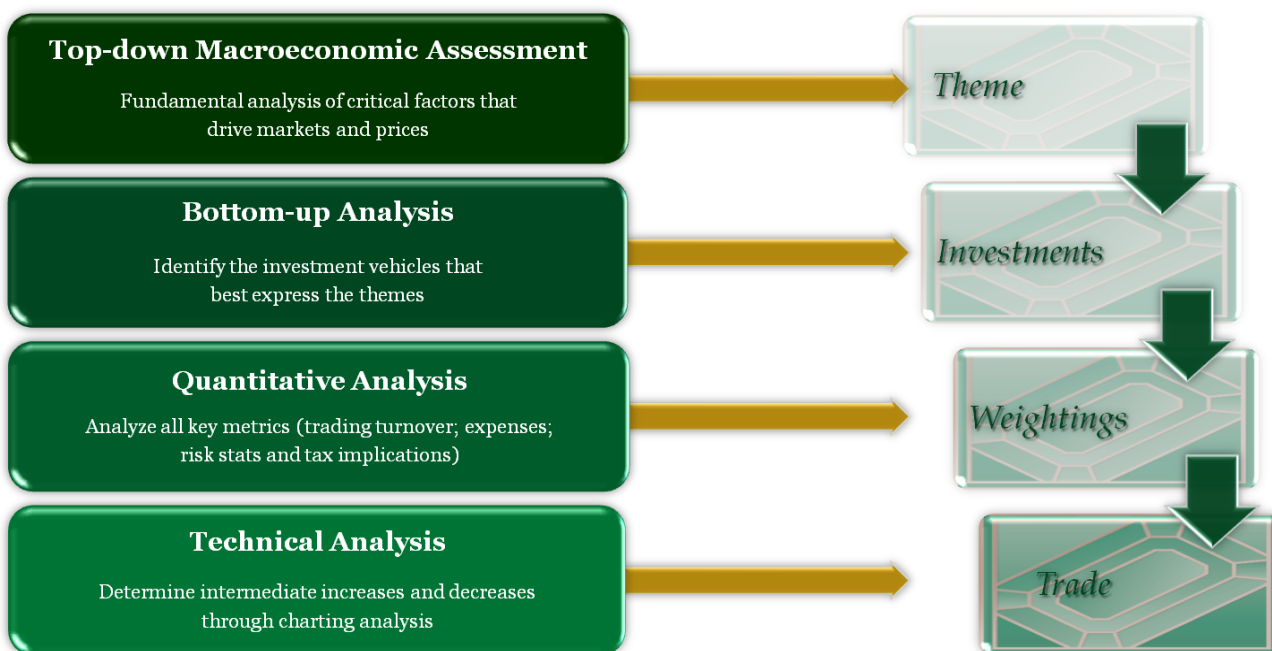 Top-down Macroeconomic Assessment
Fundamental analysis of critical factors that
drive markets and prices
Theme
Bottom-up Analysis
Identify the investment vehicles that
best express the themes
Investments
Quantitative Analysis
Analyze all key metrics (trading turnover; expenses;
risk stats and tax implications)
Weightings
Technical Analysis
Determine intermediate increases and decreases
through charting analysis
Trade